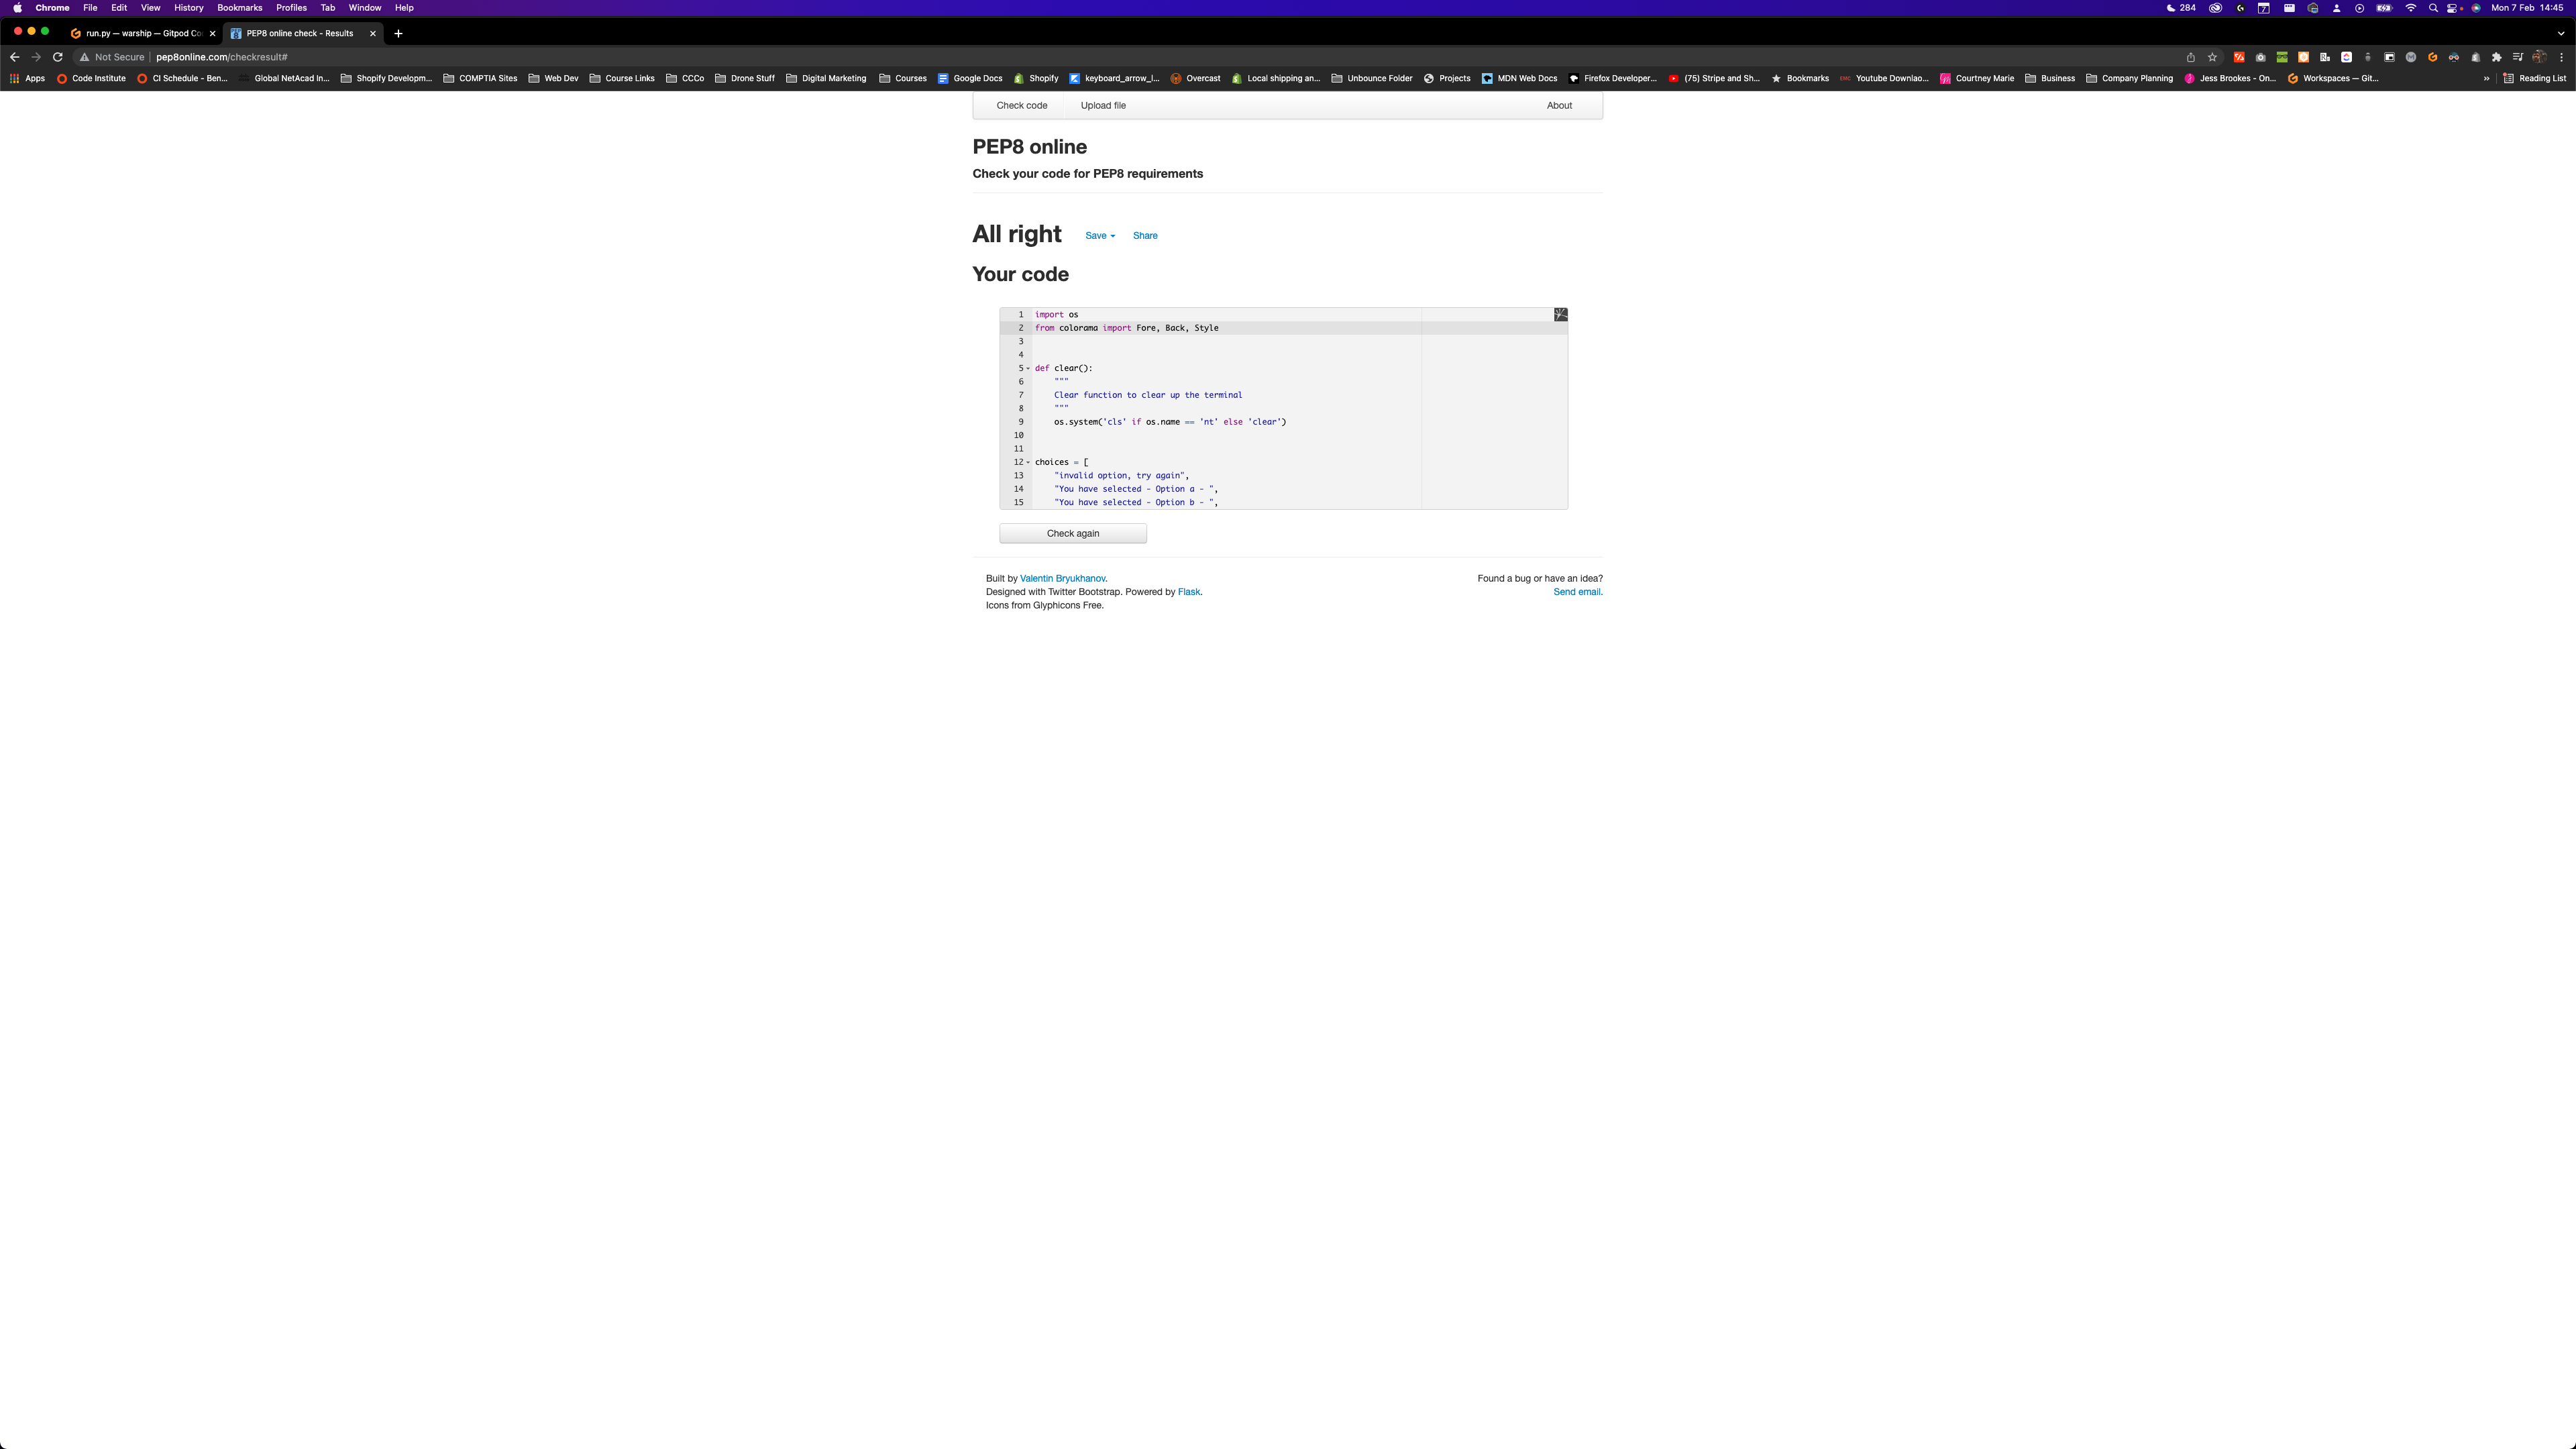 Chrome File Edit View History Bookmarks Profiles Tab Window Help 284 Mon 7 Feb 14:45
run.py — warship — Gitpod Co PEP8 online check - Results
Not Secure pep8online.com/checkresult#
Apps Code Institute CI Schedule - Ben... Global NetAcad In... Shopify Developm... COMPTIA Sites Web Dev Course Links CCCo Drone Stuff Digital Marketing Courses Google Docs Shopify keyboard_arrow_l... Overcast Local shipping an... Unbounce Folder Projects MDN Web Docs Firefox Developer... (75) Stripe and Sh... Bookmarks Youtube Downlao... Courtney Marie Business Company Planning Jess Brookes - On... Workspaces — Git... » Reading List
Check code Upload file About
PEP8 online
Check your code for PEP8 requirements
All right Save Share
Your code
1 import os
2 from colorama import Fore, Back, Style
3
4
5 def clear():
6 """
7 Clear function to clear up the terminal
8 """
9 os.system('cls' if os.name == 'nt' else 'clear')
10
11
12 choices = [
13 "invalid option, try again",
14 "You have selected - Option a - ",
15 "You have selected - Option b - ",
Check again
Built by Valentin Bryukhanov. Found a bug or have an idea?
Designed with Twitter Bootstrap. Powered by Flask. Send email.
Icons from Glyphicons Free.